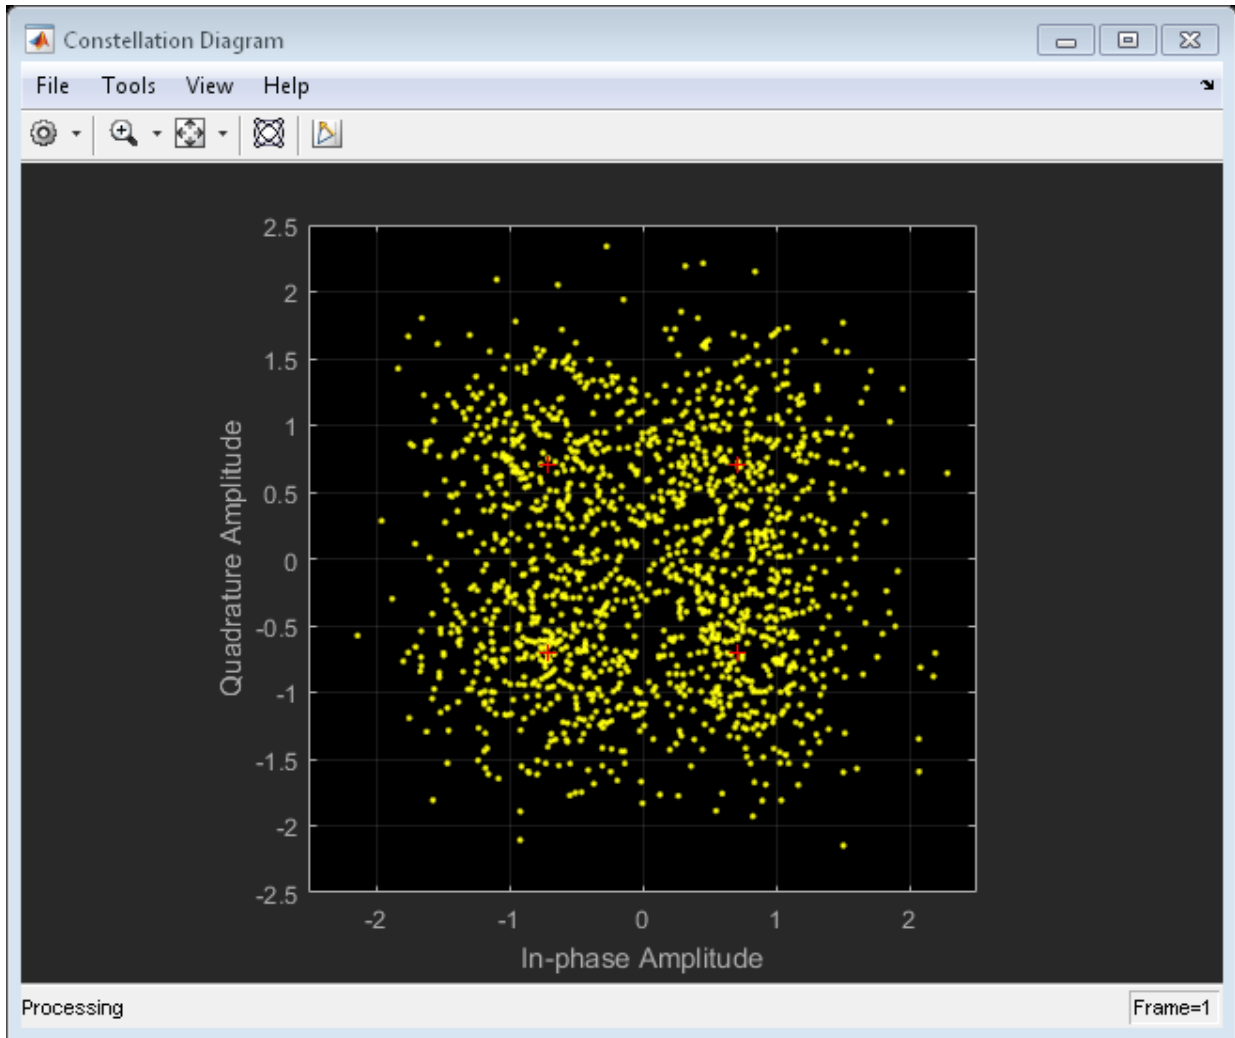 Constellation Diagram
File Tools View Help
2.5
2
1.5
1
0.5
0
-0.5
-1
-1.5
-2
-2.5
Quadrature Amplitude
-2 -1 0 1 2
In-phase Amplitude
Processing Frame=1